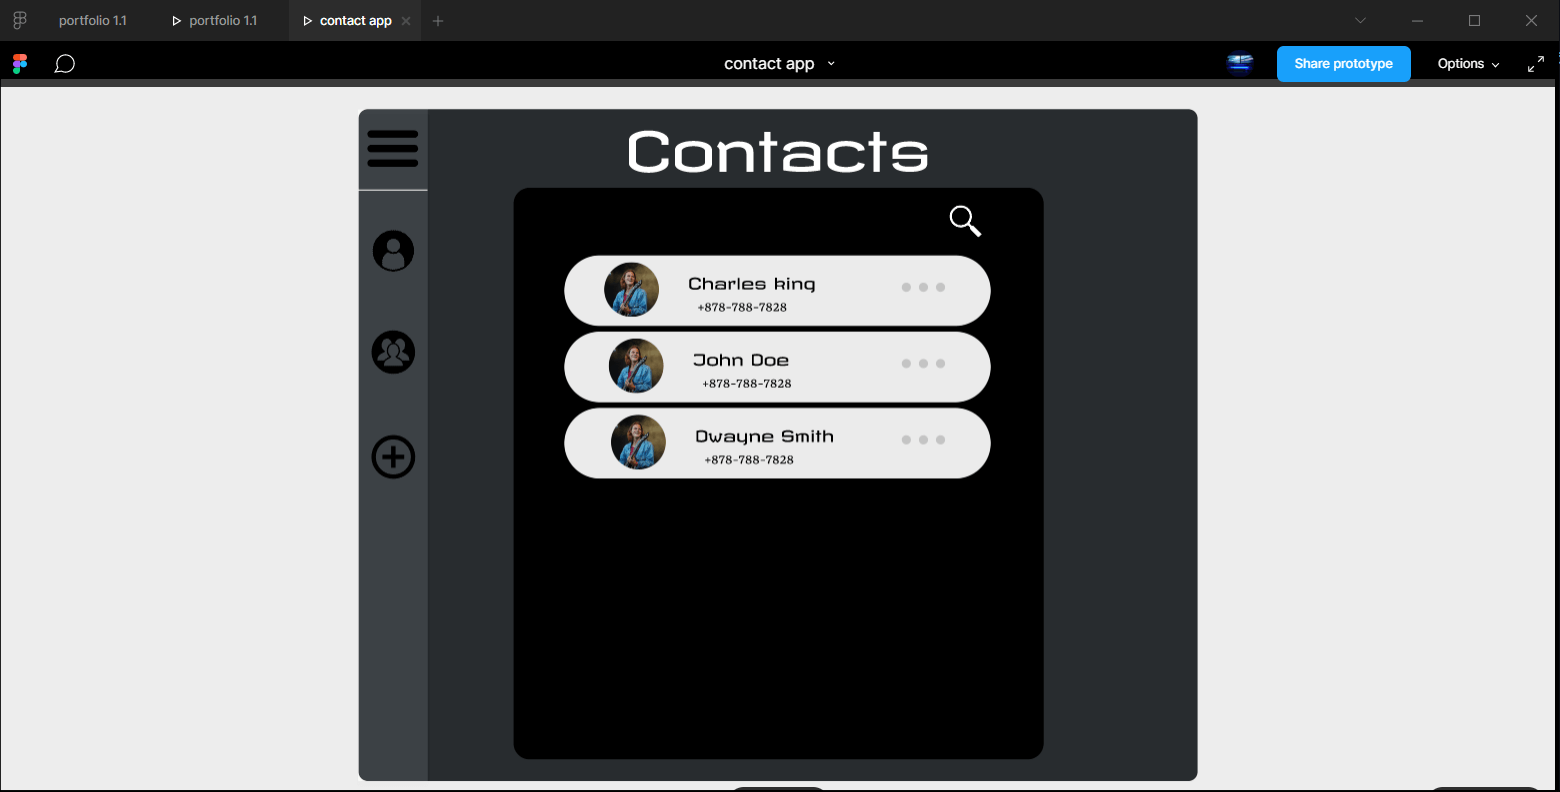 portfolio 1.1
portfolio 1.1
contact app
contact app
Share prototype
Options
Contacts
Charles king
+878-788-7828
John Doe
+878-788-7828
Dwayne Smith
+878-788-7828